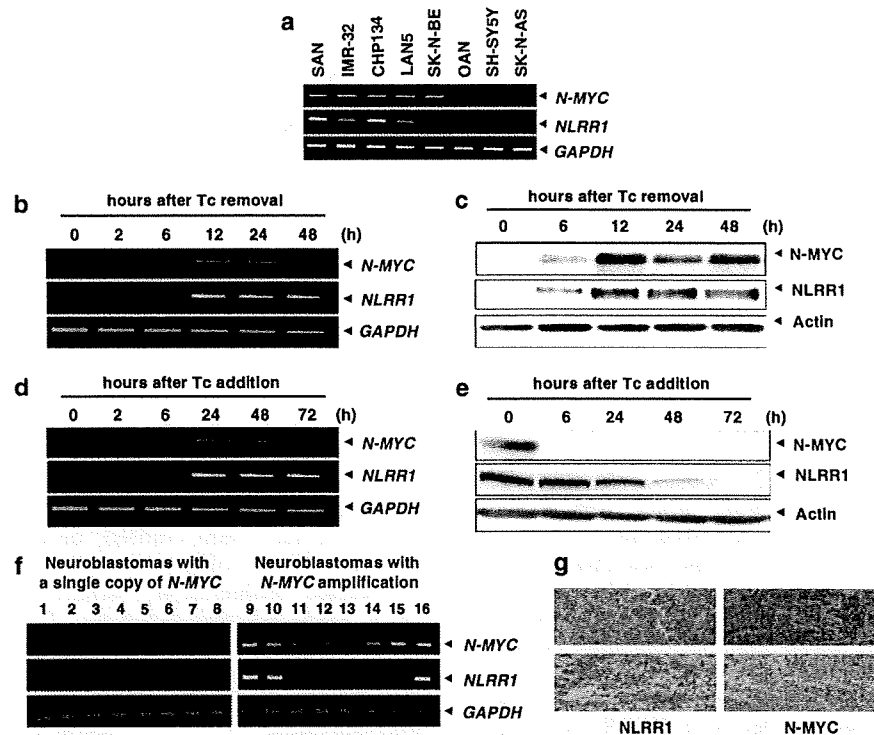 a
SAN IMR-32 CHP134 LAN5 SK-N-BE OAN SH-SY5Y SK-N-AS
N-MYC
NLRR1
GAPDH
b
hours after Tc removal
0 2 6 12 24 48 (h)
N-MYC
NLRR1
GAPDH
c
hours after Tc removal
0 6 12 24 48 (h)
N-MYC
NLRR1
Actin
d
hours after Tc addition
0 2 6 24 48 72 (h)
N-MYC
NLRR1
GAPDH
e
hours after Tc addition
0 6 24 48 72 (h)
N-MYC
NLRR1
Actin
f
Neuroblastomas with
a single copy of N-MYC
1 2 3 4 5 6 7 8
Neuroblastomas with
N-MYC amplification
9 10 11 12 13 14 15 16
N-MYC
NLRR1
GAPDH
g
NLRR1 N-MYC